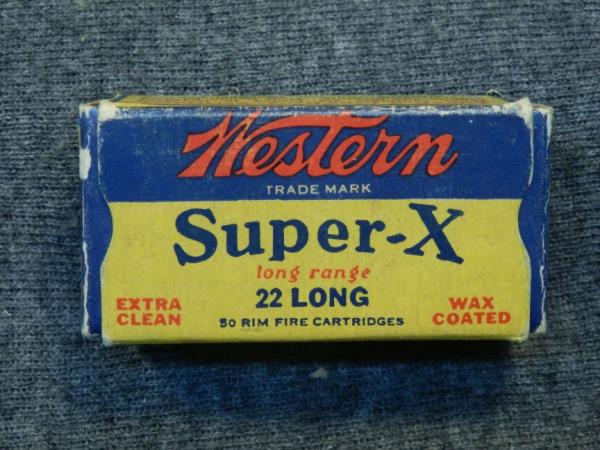 Western
TRADE MARK
Super-X
long range
22 LONG
EXTRA CLEAN
WAX COATED
50 RIM FIRE CARTRIDGES